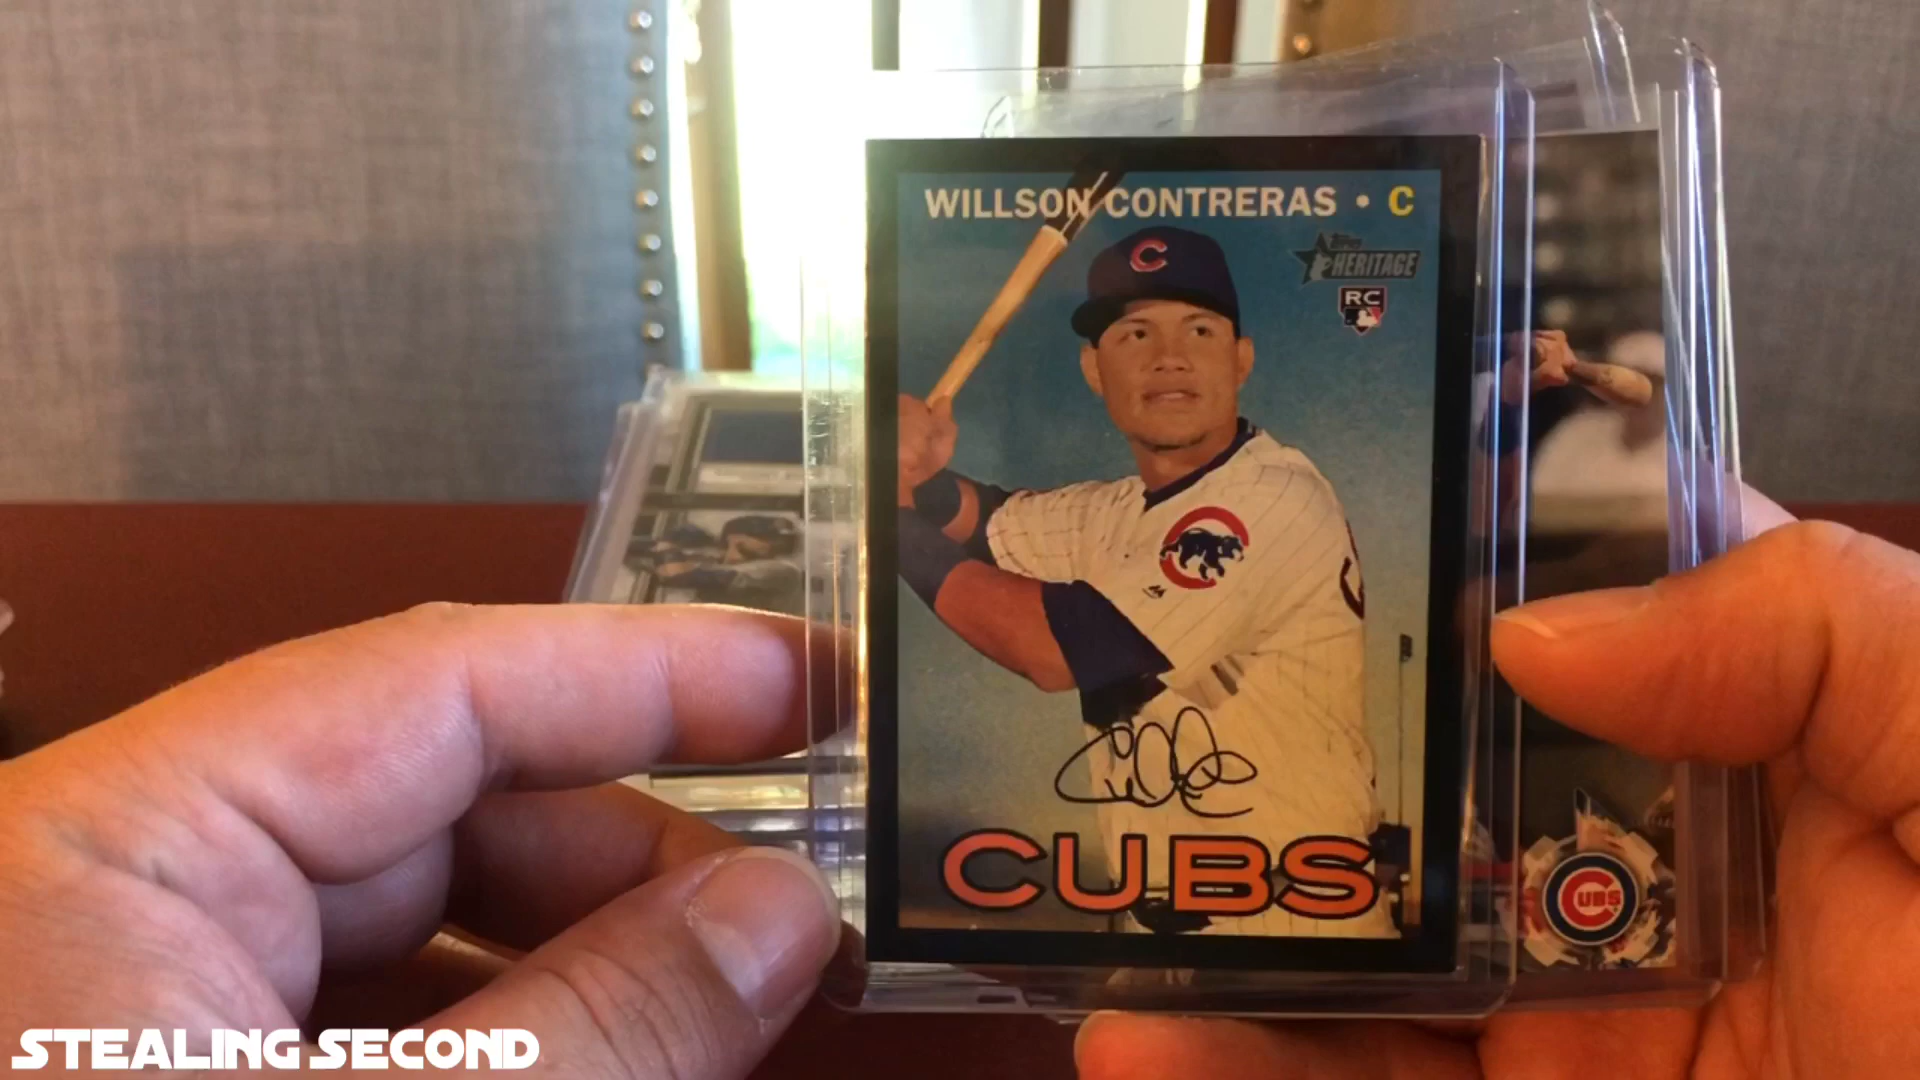 WILLSON CONTRERAS • C
Topps
HERITAGE
RC
C
CUBS
CUBS
STEALING SECOND